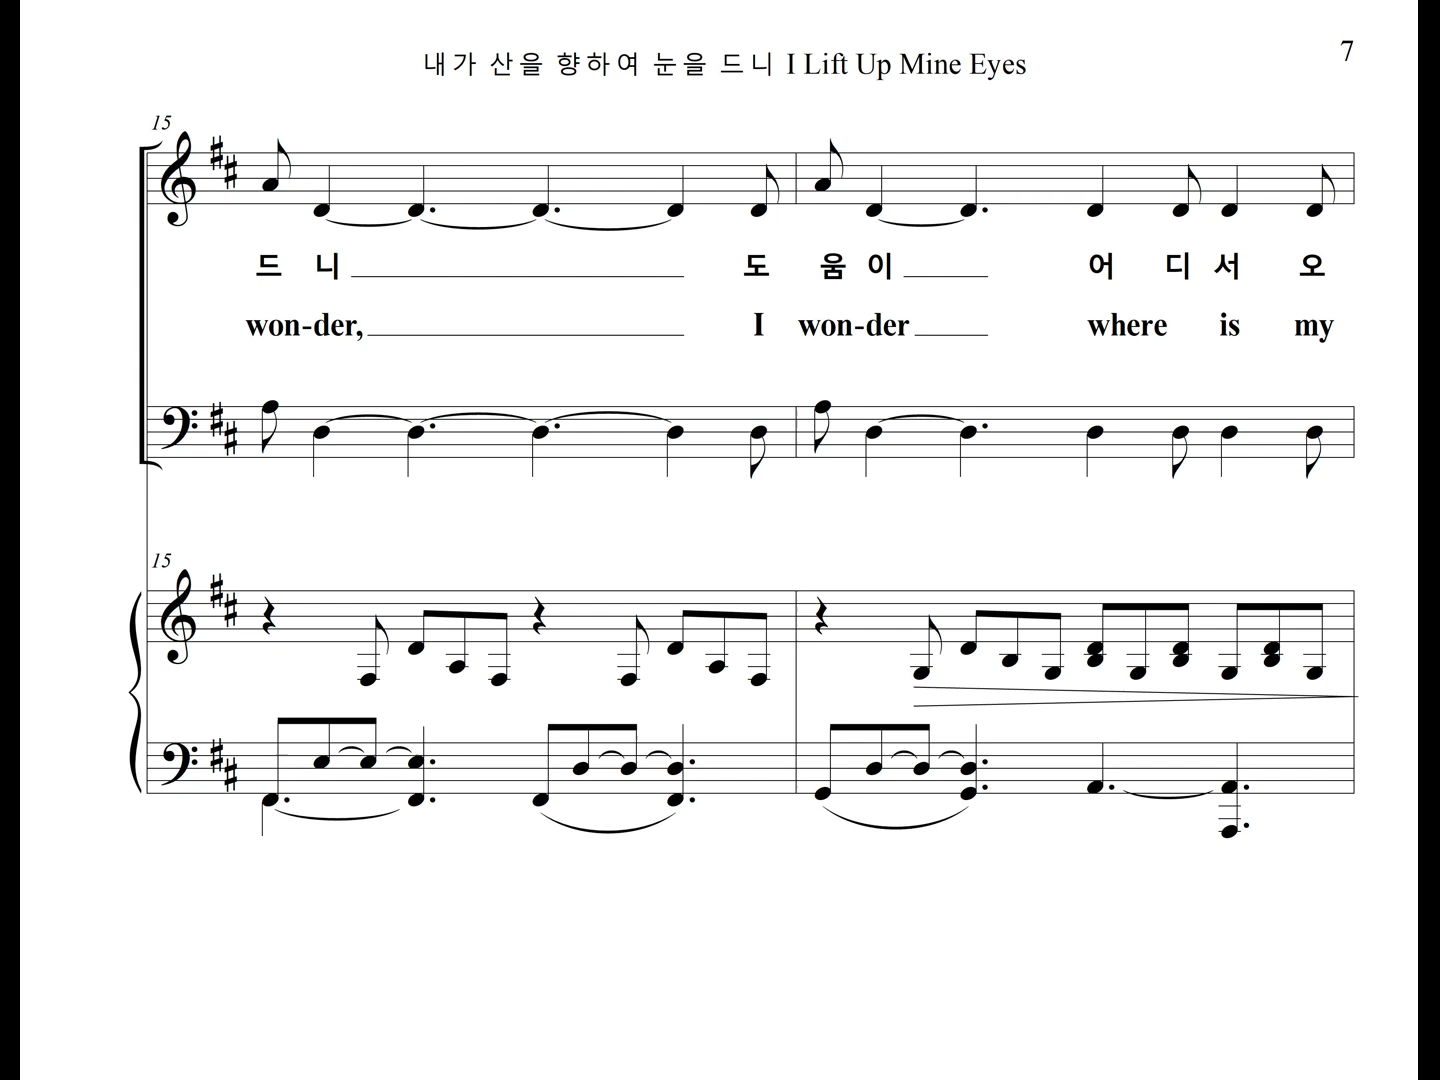 내가 산을 향하여 눈을 드니 I Lift Up Mine Eyes
7
15
드 니 도 움 이 어 디 서 오
won-der, I won-der where is my
15